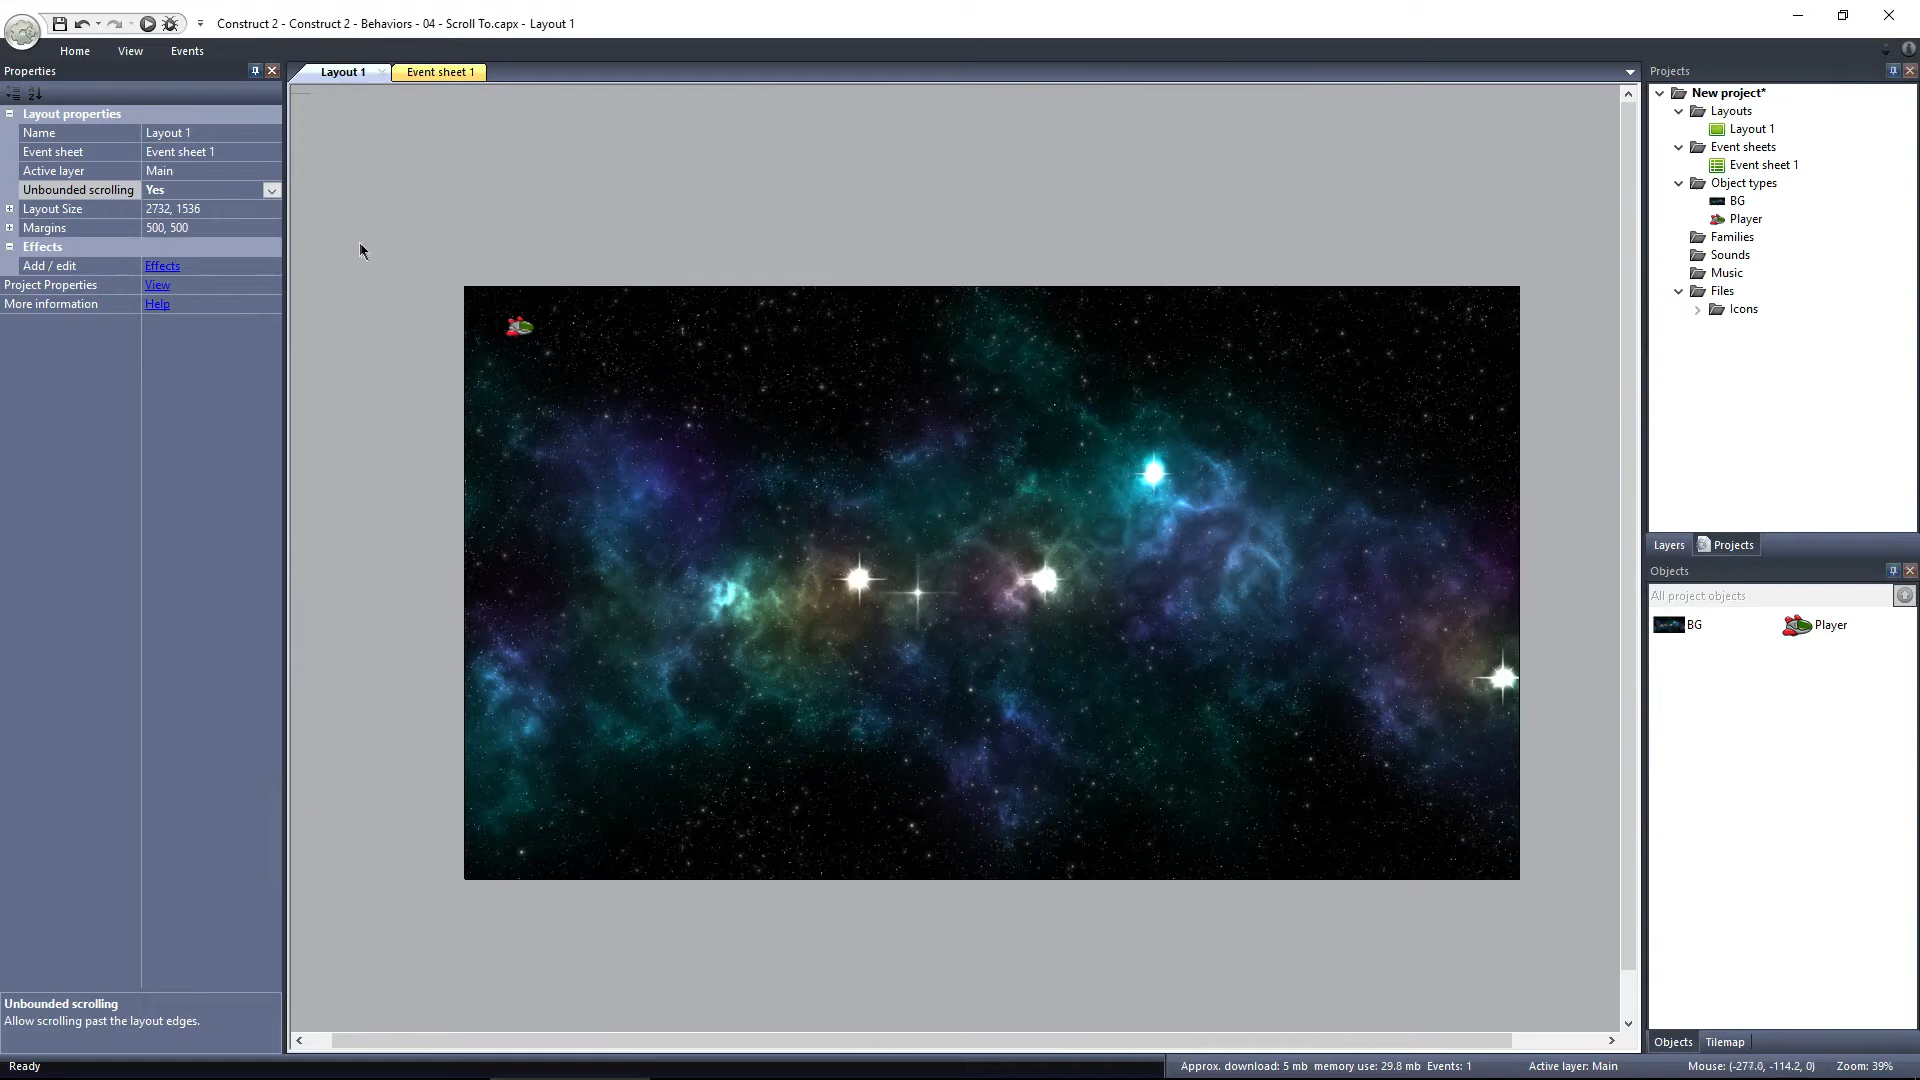 Construct 2 - Construct 2 - Behaviors - 04 - Scroll To.capx - Layout 1
Home View Events
Properties
Layout 1
Event sheet 1
Projects
Layout properties
Name Layout 1
Event sheet Event sheet 1
Active layer Main
Unbounded scrolling Yes
Layout Size 2732, 1536
Margins 500, 500
Effects
Add / edit Effects
Project Properties View
More information Help
New project*
Layouts
Layout 1
Event sheets
Event sheet 1
Object types
BG
Player
Families
Sounds
Music
Files
Icons
Layers Projects
Objects
All project objects
BG Player
Unbounded scrolling
Allow scrolling past the layout edges.
Objects Tilemap
Ready
Approx. download: 5 mb memory use: 29.8 mb Events: 1 Active layer: Main Mouse: (-277.0, -114.2, 0) Zoom: 39%